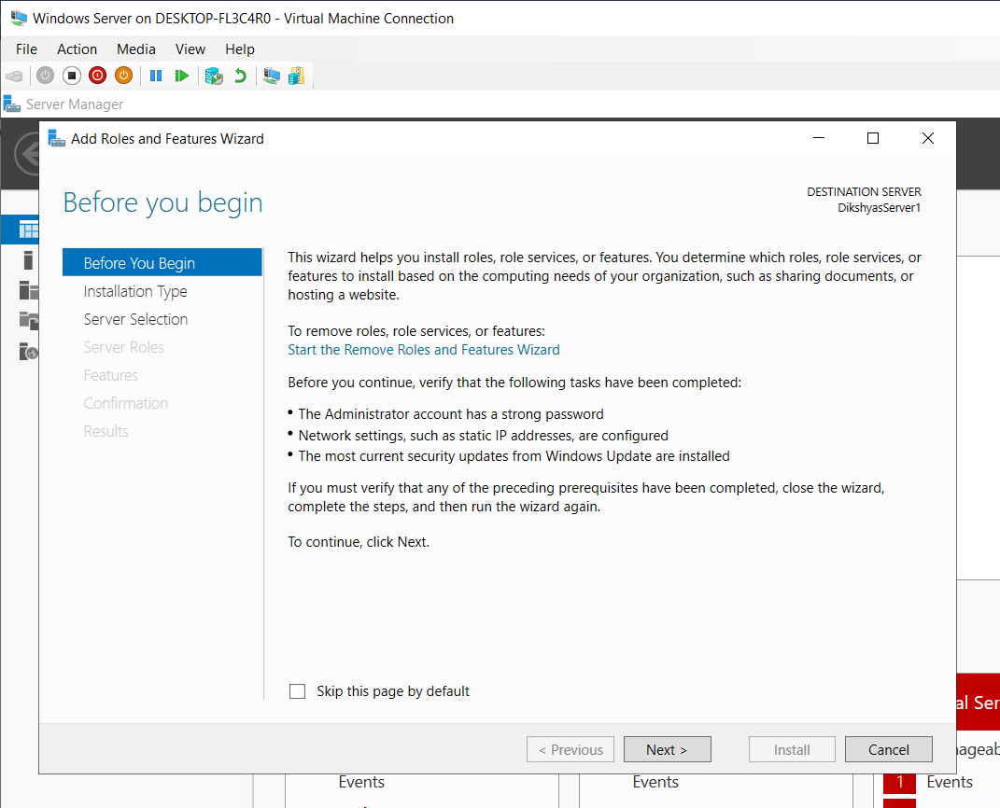 Windows Server on DESKTOP-FL3C4R0 - Virtual Machine Connection
File Action Media View Help
Server Manager
Add Roles and Features Wizard
Before you begin
DESTINATION SERVER
DikshyasServer1
Before You Begin
Installation Type
Server Selection
Server Roles
Features
Confirmation
Results
This wizard helps you install roles, role services, or features. You determine which roles, role services, or
features to install based on the computing needs of your organization, such as sharing documents, or
hosting a website.
To remove roles, role services, or features:
Start the Remove Roles and Features Wizard
Before you continue, verify that the following tasks have been completed:
• The Administrator account has a strong password
• Network settings, such as static IP addresses, are configured
• The most current security updates from Windows Update are installed
If you must verify that any of the preceding prerequisites have been completed, close the wizard,
complete the steps, and then run the wizard again.
To continue, click Next.
Skip this page by default
< Previous Next > Install Cancel
Events Events 1 Events